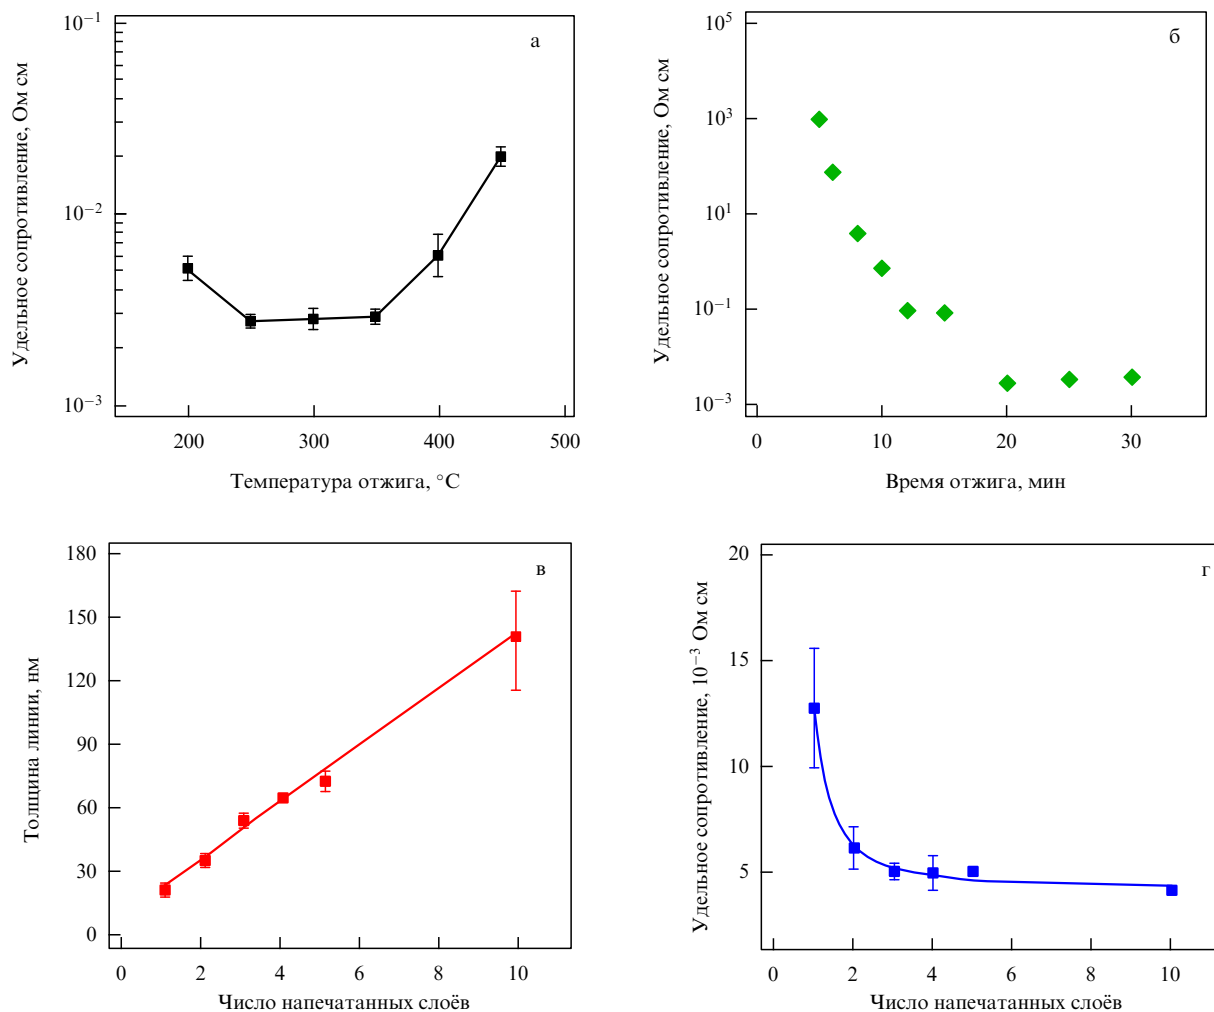 а
Удельное сопротивление, Ом см
10⁻¹
10⁻²
10⁻³
200 300 400 500
Температура отжига, °C
б
Удельное сопротивление, Ом см
10⁵
10³
10¹
10⁻¹
10⁻³
0 10 20 30
Время отжига, мин
в
Толщина линии, нм
180
150
120
90
60
30
0
0 2 4 6 8 10
Число напечатанных слоёв
г
Удельное сопротивление, 10⁻³ Ом см
20
15
10
5
0 2 4 6 8 10
Число напечатанных слоёв